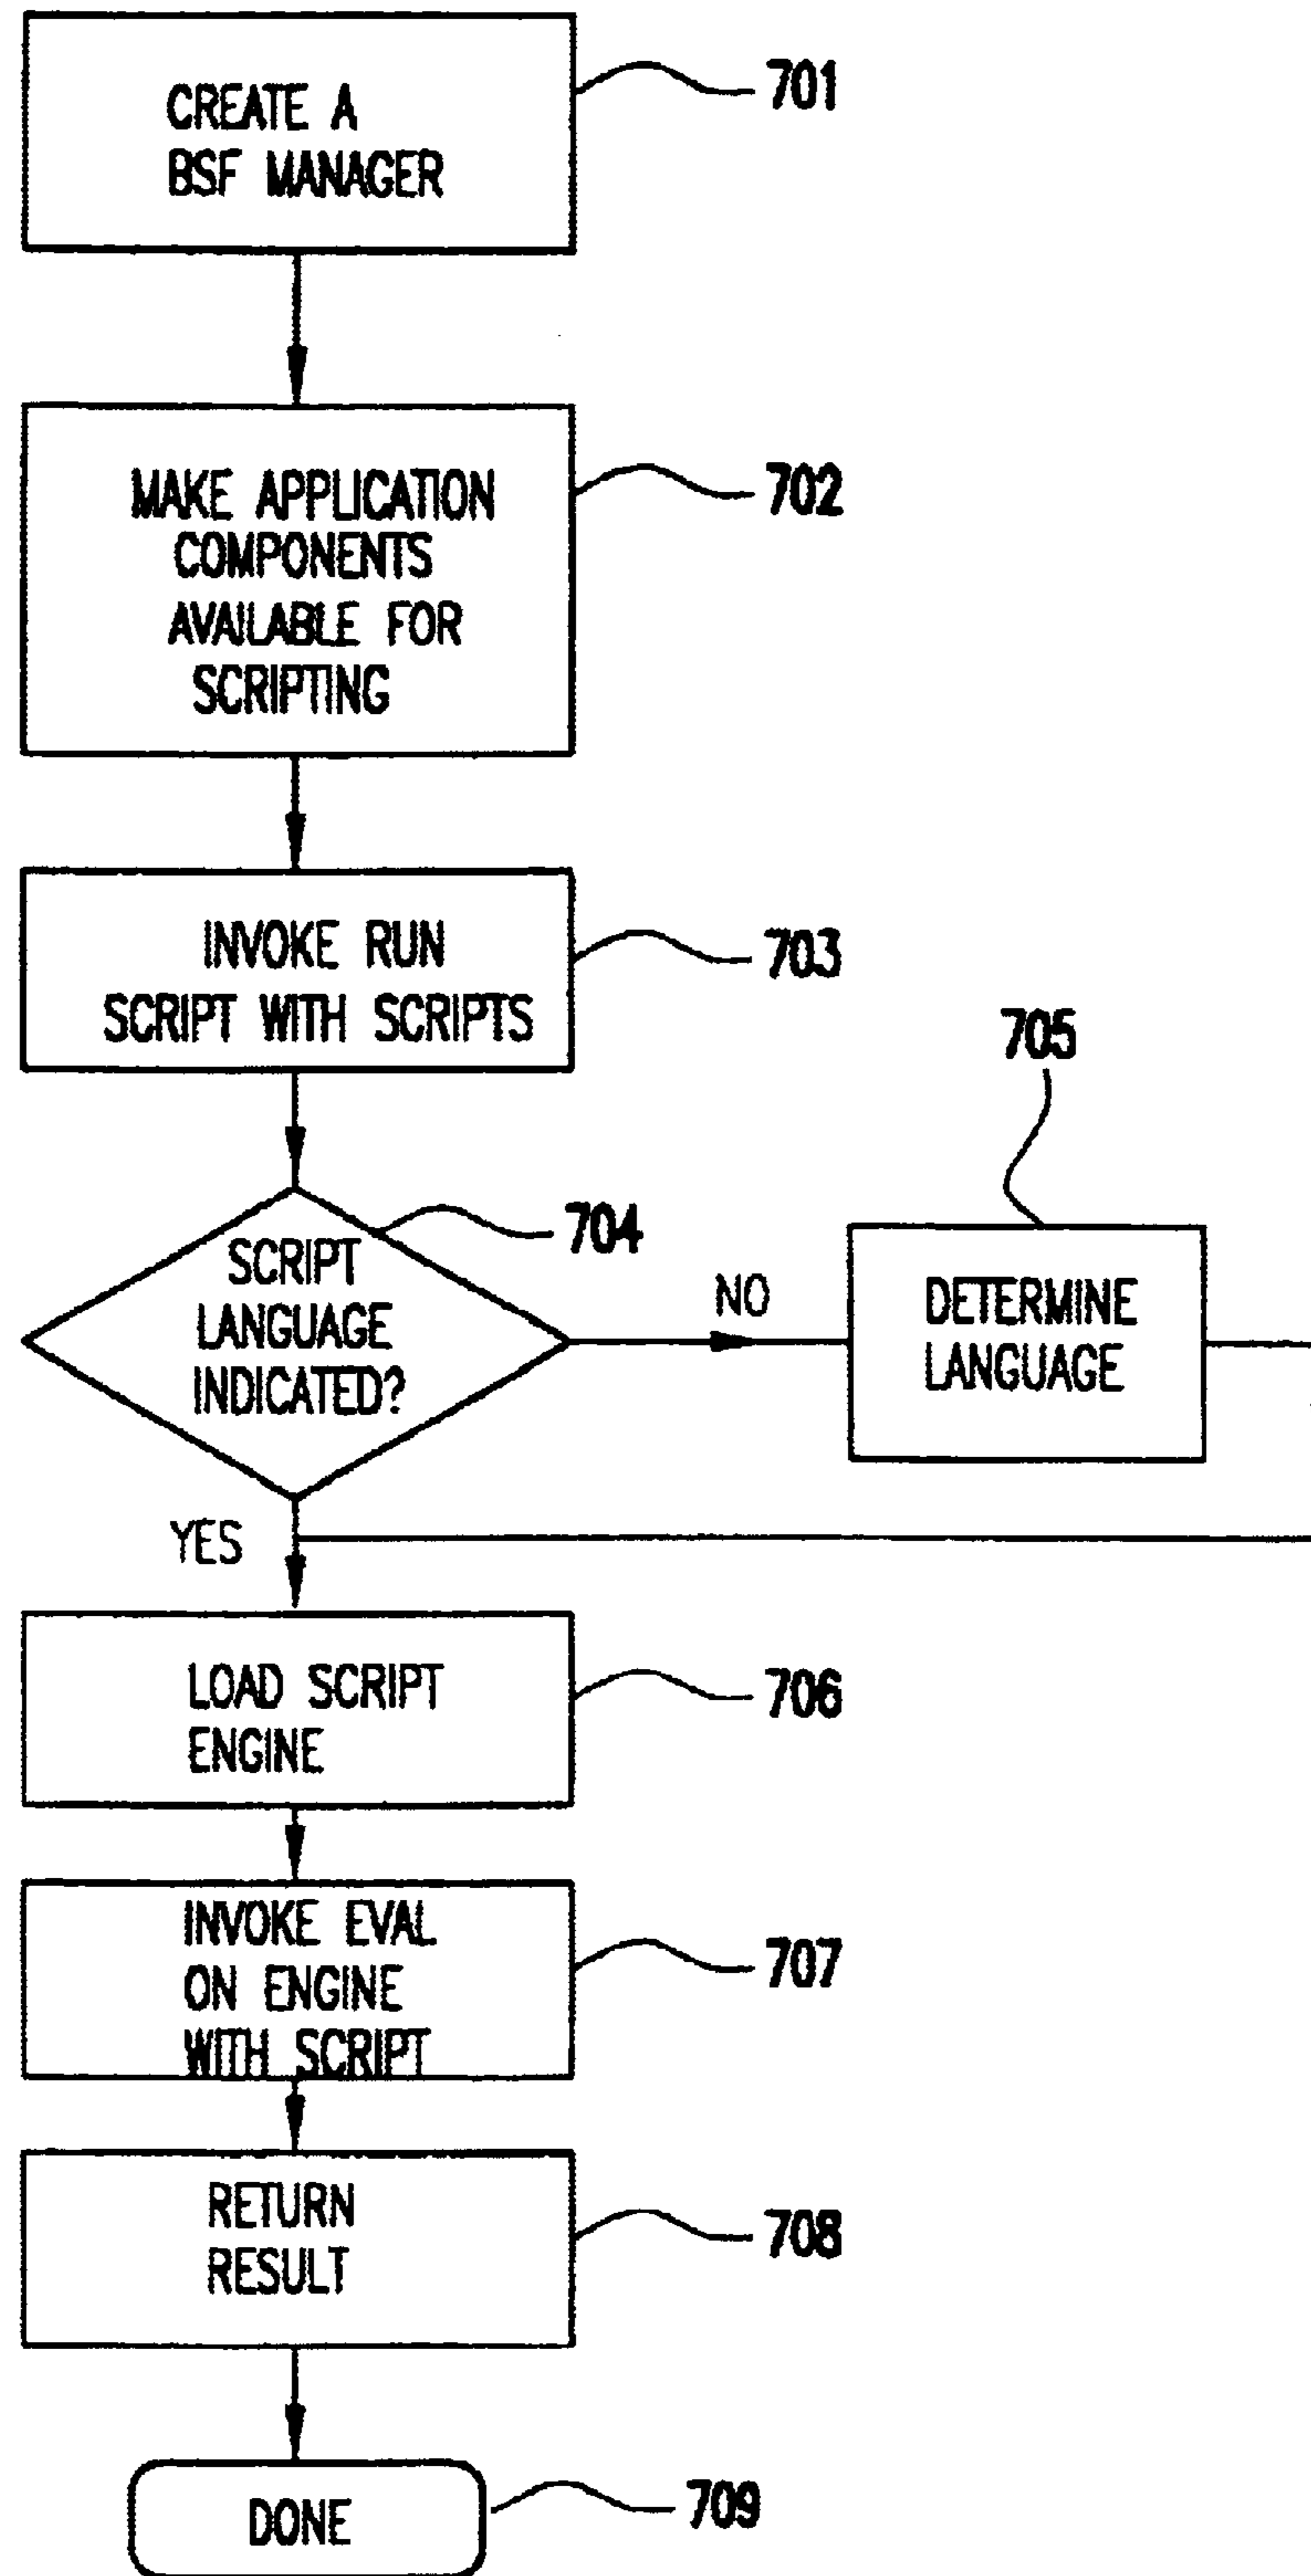 CREATE A
BSF MANAGER
701
MAKE APPLICATION
COMPONENTS
AVAILABLE FOR
SCRIPTING
702
INVOKE RUN
SCRIPT WITH SCRIPTS
703
SCRIPT
LANGUAGE
INDICATED?
704
NO
705
DETERMINE
LANGUAGE
YES
LOAD SCRIPT
ENGINE
706
INVOKE EVAL
ON ENGINE
WITH SCRIPT
707
RETURN
RESULT
708
DONE
709